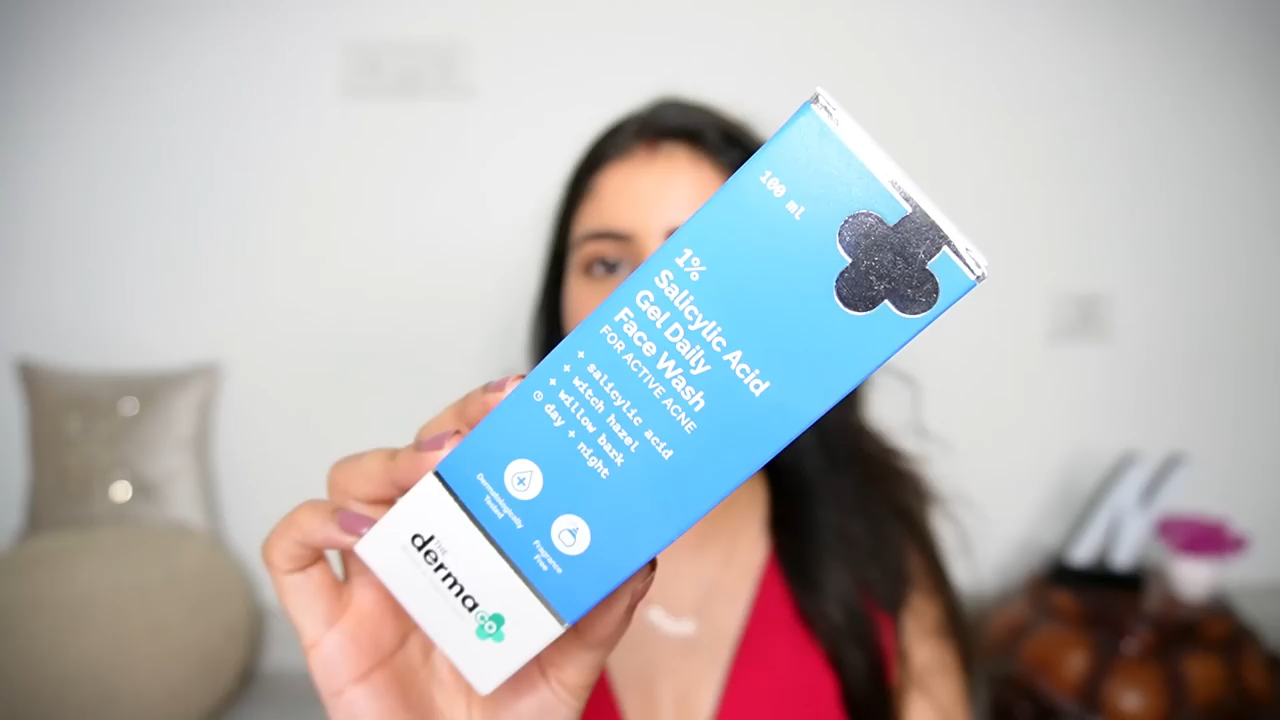 100 ml
1%
Salicylic Acid
Gel Daily
Face Wash
FOR ACTIVE ACNE
+ salicylic acid
+ witch hazel
+ willow bark
day + night
Dermatologically
Tested
Fragrance
Free
THE
derma co